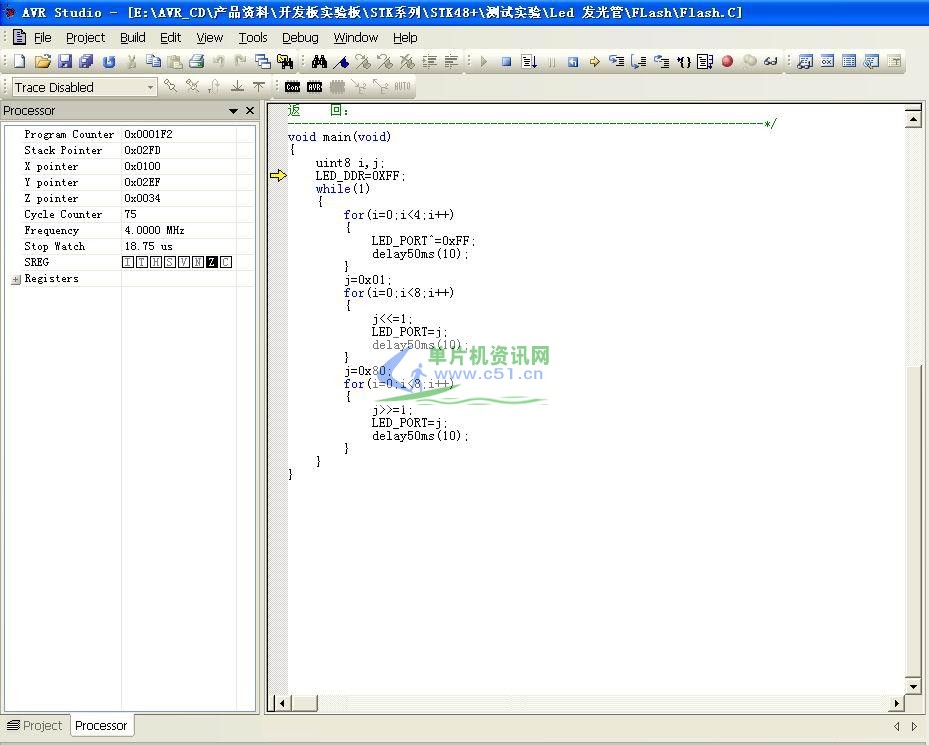 AVR Studio - [E:\AVR_CD\产品资料\开发板实验板\STK系列\STK48+\测试实验\Led 发光管\FLash\Flash.C]
File Project Build Edit View Tools Debug Window Help
Trace Disabled
Con AVR AUTO
Processor
Program Counter 0x0001F2
Stack Pointer 0x02FD
X pointer 0x0100
Y pointer 0x02EF
Z pointer 0x0034
Cycle Counter 75
Frequency 4.0000 MHz
Stop Watch 18.75 us
SREG I T H S V N Z C
Registers
返 回:
--------------------------------------------------------------------*/
void main(void)
{
uint8 i,j;
LED_DDR=0XFF;
while(1)
{
for(i=0;i<4;i++)
{
LED_PORT^=0xFF;
delay50ms(10);
}
j=0x01;
for(i=0;i<8;i++)
{
j<<=1;
LED_PORT=j;
delay50ms(10);
}
j=0x80;
for(i=0;i<8;i++)
{
j>>=1;
LED_PORT=j;
delay50ms(10);
}
}
}
单片机资讯网
www.c51.cn
Project Processor